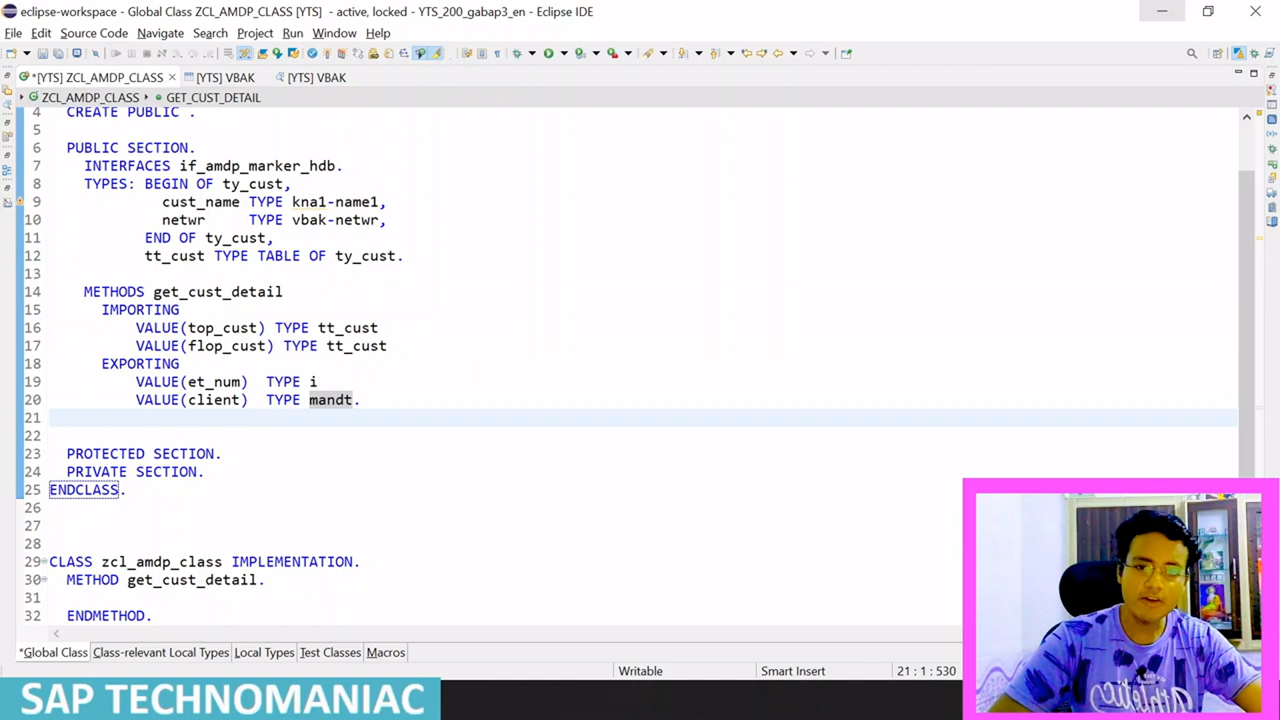 eclipse-workspace - Global Class ZCL_AMDP_CLASS [YTS]  - active, locked - YTS_200_gabap3_en - Eclipse IDE
File Edit Source Code Navigate Search Project Run Window Help
*[YTS] ZCL_AMDP_CLASS [YTS] VBAK [YTS] VBAK
ZCL_AMDP_CLASS GET_CUST_DETAIL
4 CREATE PUBLIC .
5
6 PUBLIC SECTION.
7 INTERFACES if_amdp_marker_hdb.
8 TYPES: BEGIN OF ty_cust,
9 cust_name TYPE kna1-name1,
10 netwr TYPE vbak-netwr,
11 END OF ty_cust,
12 tt_cust TYPE TABLE OF ty_cust.
13
14 METHODS get_cust_detail
15 IMPORTING
16 VALUE(top_cust) TYPE tt_cust
17 VALUE(flop_cust) TYPE tt_cust
18 EXPORTING
19 VALUE(et_num) TYPE i
20 VALUE(client) TYPE mandt.
21
22
23 PROTECTED SECTION.
24 PRIVATE SECTION.
25 ENDCLASS.
26
27
28
29 CLASS zcl_amdp_class IMPLEMENTATION.
30 METHOD get_cust_detail.
31
32 ENDMETHOD.
*Global Class Class-relevant Local Types Local Types Test Classes Macros
Writable Smart Insert 21 : 1 : 530
SAP TECHNOMANIAC
Athletic